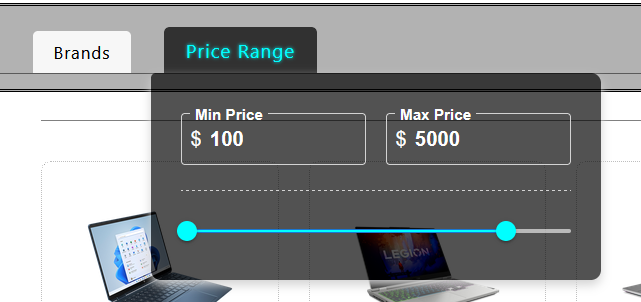 Brands
Price Range
Min Price
Max Price
$ 100
$ 5000
LEGION